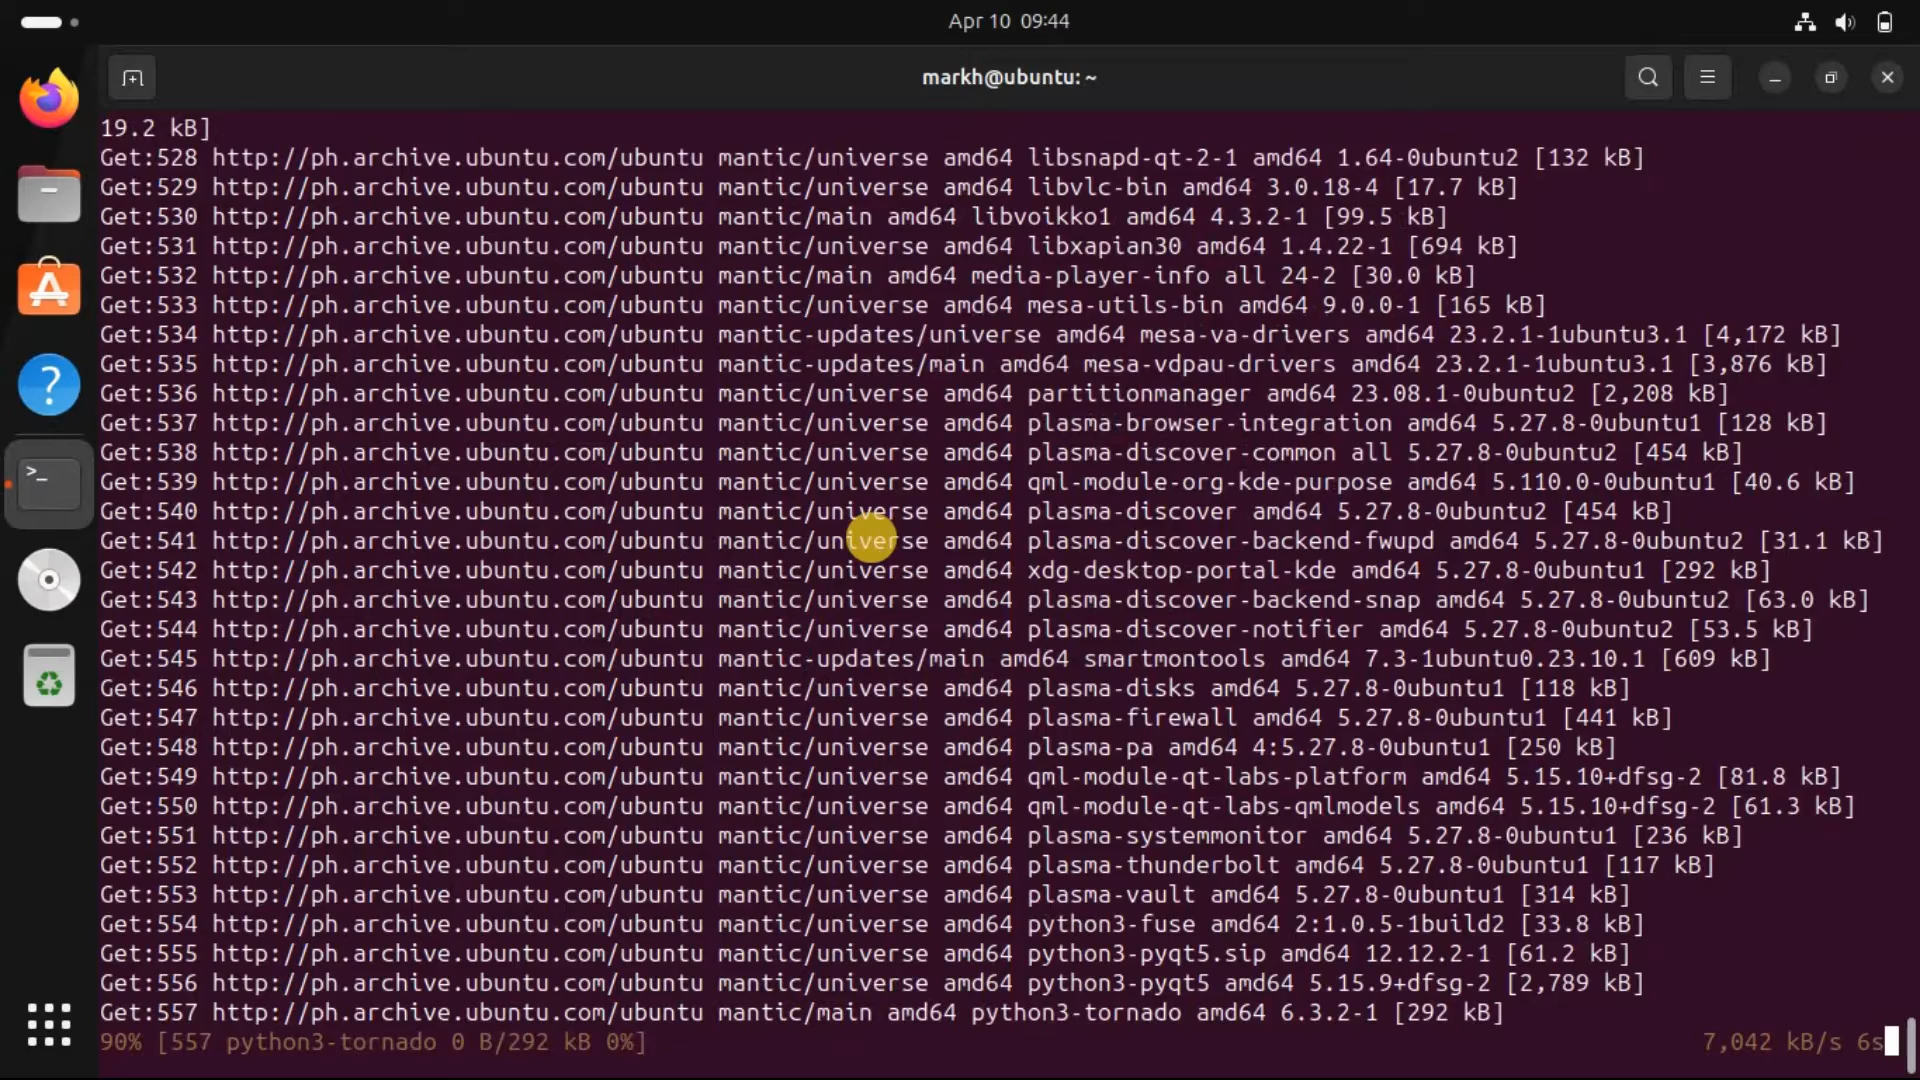 Apr 10 09:44
markh@ubuntu: ~
19.2 kB]
Get:528 http://ph.archive.ubuntu.com/ubuntu mantic/universe amd64 libsnapd-qt-2-1 amd64 1.64-0ubuntu2 [132 kB]
Get:529 http://ph.archive.ubuntu.com/ubuntu mantic/universe amd64 libvlc-bin amd64 3.0.18-4 [17.7 kB]
Get:530 http://ph.archive.ubuntu.com/ubuntu mantic/main amd64 libvoikko1 amd64 4.3.2-1 [99.5 kB]
Get:531 http://ph.archive.ubuntu.com/ubuntu mantic/universe amd64 libxapian30 amd64 1.4.22-1 [694 kB]
Get:532 http://ph.archive.ubuntu.com/ubuntu mantic/main amd64 media-player-info all 24-2 [30.0 kB]
Get:533 http://ph.archive.ubuntu.com/ubuntu mantic/universe amd64 mesa-utils-bin amd64 9.0.0-1 [165 kB]
Get:534 http://ph.archive.ubuntu.com/ubuntu mantic-updates/universe amd64 mesa-va-drivers amd64 23.2.1-1ubuntu3.1 [4,172 kB]
Get:535 http://ph.archive.ubuntu.com/ubuntu mantic-updates/main amd64 mesa-vdpau-drivers amd64 23.2.1-1ubuntu3.1 [3,876 kB]
Get:536 http://ph.archive.ubuntu.com/ubuntu mantic/universe amd64 partitionmanager amd64 23.08.1-0ubuntu2 [2,208 kB]
Get:537 http://ph.archive.ubuntu.com/ubuntu mantic/universe amd64 plasma-browser-integration amd64 5.27.8-0ubuntu1 [128 kB]
Get:538 http://ph.archive.ubuntu.com/ubuntu mantic/universe amd64 plasma-discover-common all 5.27.8-0ubuntu2 [454 kB]
Get:539 http://ph.archive.ubuntu.com/ubuntu mantic/universe amd64 qml-module-org-kde-purpose amd64 5.110.0-0ubuntu1 [40.6 kB]
Get:540 http://ph.archive.ubuntu.com/ubuntu mantic/universe amd64 plasma-discover amd64 5.27.8-0ubuntu2 [454 kB]
Get:541 http://ph.archive.ubuntu.com/ubuntu mantic/universe amd64 plasma-discover-backend-fwupd amd64 5.27.8-0ubuntu2 [31.1 kB]
Get:542 http://ph.archive.ubuntu.com/ubuntu mantic/universe amd64 xdg-desktop-portal-kde amd64 5.27.8-0ubuntu1 [292 kB]
Get:543 http://ph.archive.ubuntu.com/ubuntu mantic/universe amd64 plasma-discover-backend-snap amd64 5.27.8-0ubuntu2 [63.0 kB]
Get:544 http://ph.archive.ubuntu.com/ubuntu mantic/universe amd64 plasma-discover-notifier amd64 5.27.8-0ubuntu2 [53.5 kB]
Get:545 http://ph.archive.ubuntu.com/ubuntu mantic-updates/main amd64 smartmontools amd64 7.3-1ubuntu0.23.10.1 [609 kB]
Get:546 http://ph.archive.ubuntu.com/ubuntu mantic/universe amd64 plasma-disks amd64 5.27.8-0ubuntu1 [118 kB]
Get:547 http://ph.archive.ubuntu.com/ubuntu mantic/universe amd64 plasma-firewall amd64 5.27.8-0ubuntu1 [441 kB]
Get:548 http://ph.archive.ubuntu.com/ubuntu mantic/universe amd64 plasma-pa amd64 4:5.27.8-0ubuntu1 [250 kB]
Get:549 http://ph.archive.ubuntu.com/ubuntu mantic/universe amd64 qml-module-qt-labs-platform amd64 5.15.10+dfsg-2 [81.8 kB]
Get:550 http://ph.archive.ubuntu.com/ubuntu mantic/universe amd64 qml-module-qt-labs-qmlmodels amd64 5.15.10+dfsg-2 [61.3 kB]
Get:551 http://ph.archive.ubuntu.com/ubuntu mantic/universe amd64 plasma-systemmonitor amd64 5.27.8-0ubuntu1 [236 kB]
Get:552 http://ph.archive.ubuntu.com/ubuntu mantic/universe amd64 plasma-thunderbolt amd64 5.27.8-0ubuntu1 [117 kB]
Get:553 http://ph.archive.ubuntu.com/ubuntu mantic/universe amd64 plasma-vault amd64 5.27.8-0ubuntu1 [314 kB]
Get:554 http://ph.archive.ubuntu.com/ubuntu mantic/universe amd64 python3-fuse amd64 2:1.0.5-1build2 [33.8 kB]
Get:555 http://ph.archive.ubuntu.com/ubuntu mantic/universe amd64 python3-pyqt5.sip amd64 12.12.2-1 [61.2 kB]
Get:556 http://ph.archive.ubuntu.com/ubuntu mantic/universe amd64 python3-pyqt5 amd64 5.15.9+dfsg-2 [2,789 kB]
Get:557 http://ph.archive.ubuntu.com/ubuntu mantic/main amd64 python3-tornado amd64 6.3.2-1 [292 kB]
90% [557 python3-tornado 0 B/292 kB 0%] 7,042 kB/s 6s